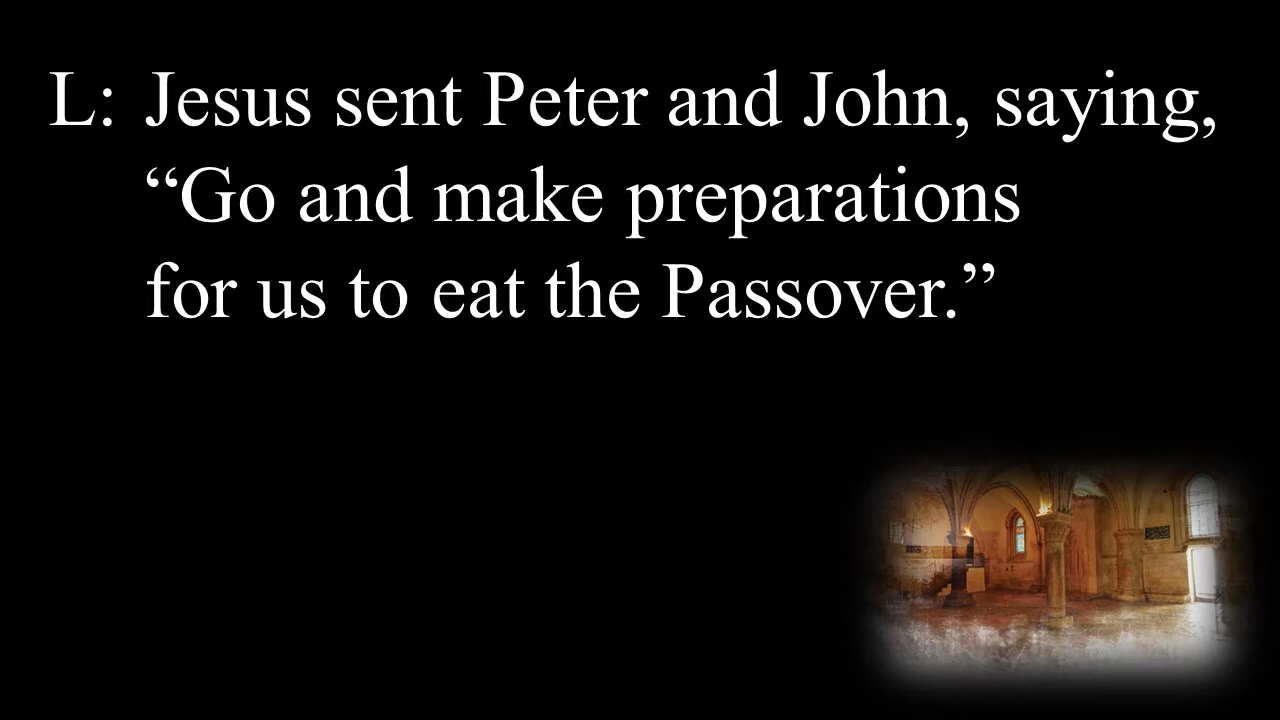 L: Jesus sent Peter and John, saying,
“Go and make preparations
for us to eat the Passover.”